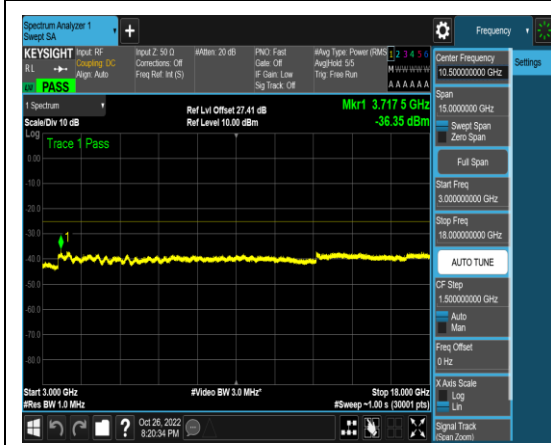 Spectrum Analyzer 1
Swept SA
Frequency
KEYSIGHT Input: RF
RL
Coupling: DC
Align: Auto
Input Z: 50 Ω
Corrections: Off
Freq Ref: Int (S)
#Atten: 20 dB
PNO: Fast
Gate: Off
IF Gain: Low
Sig Track: Off
#Avg Type: Power (RMS
Avg|Hold: 5/5
Trig: Free Run
1 2 3 4 5 6
M W W W W W
A A A A A A
PASS
1 Spectrum
Scale/Div 10 dB
Ref Lvl Offset 27.41 dB
Ref Level 10.00 dBm
Mkr1 3.717 5 GHz
-36.35 dBm
Log
Trace 1 Pass
0.00
-10.0
-20.0
-30.0
-40.0
-50.0
-60.0
-70.0
-80.0
1
Start 3.000 GHz
#Res BW 1.0 MHz
#Video BW 3.0 MHz*
Stop 18.000 GHz
#Sweep ~1.00 s (30001 pts)
Oct 26, 2022
8:20:34 PM
Center Frequency
10.500000000 GHz
Settings
Span
15.0000000 GHz
Swept Span
Zero Span
Full Span
Start Freq
3.000000000 GHz
Stop Freq
18.000000000 GHz
AUTO TUNE
CF Step
1.500000000 GHz
Auto
Man
Freq Offset
0 Hz
X Axis Scale
Log
Lin
Signal Track
(Span Zoom)